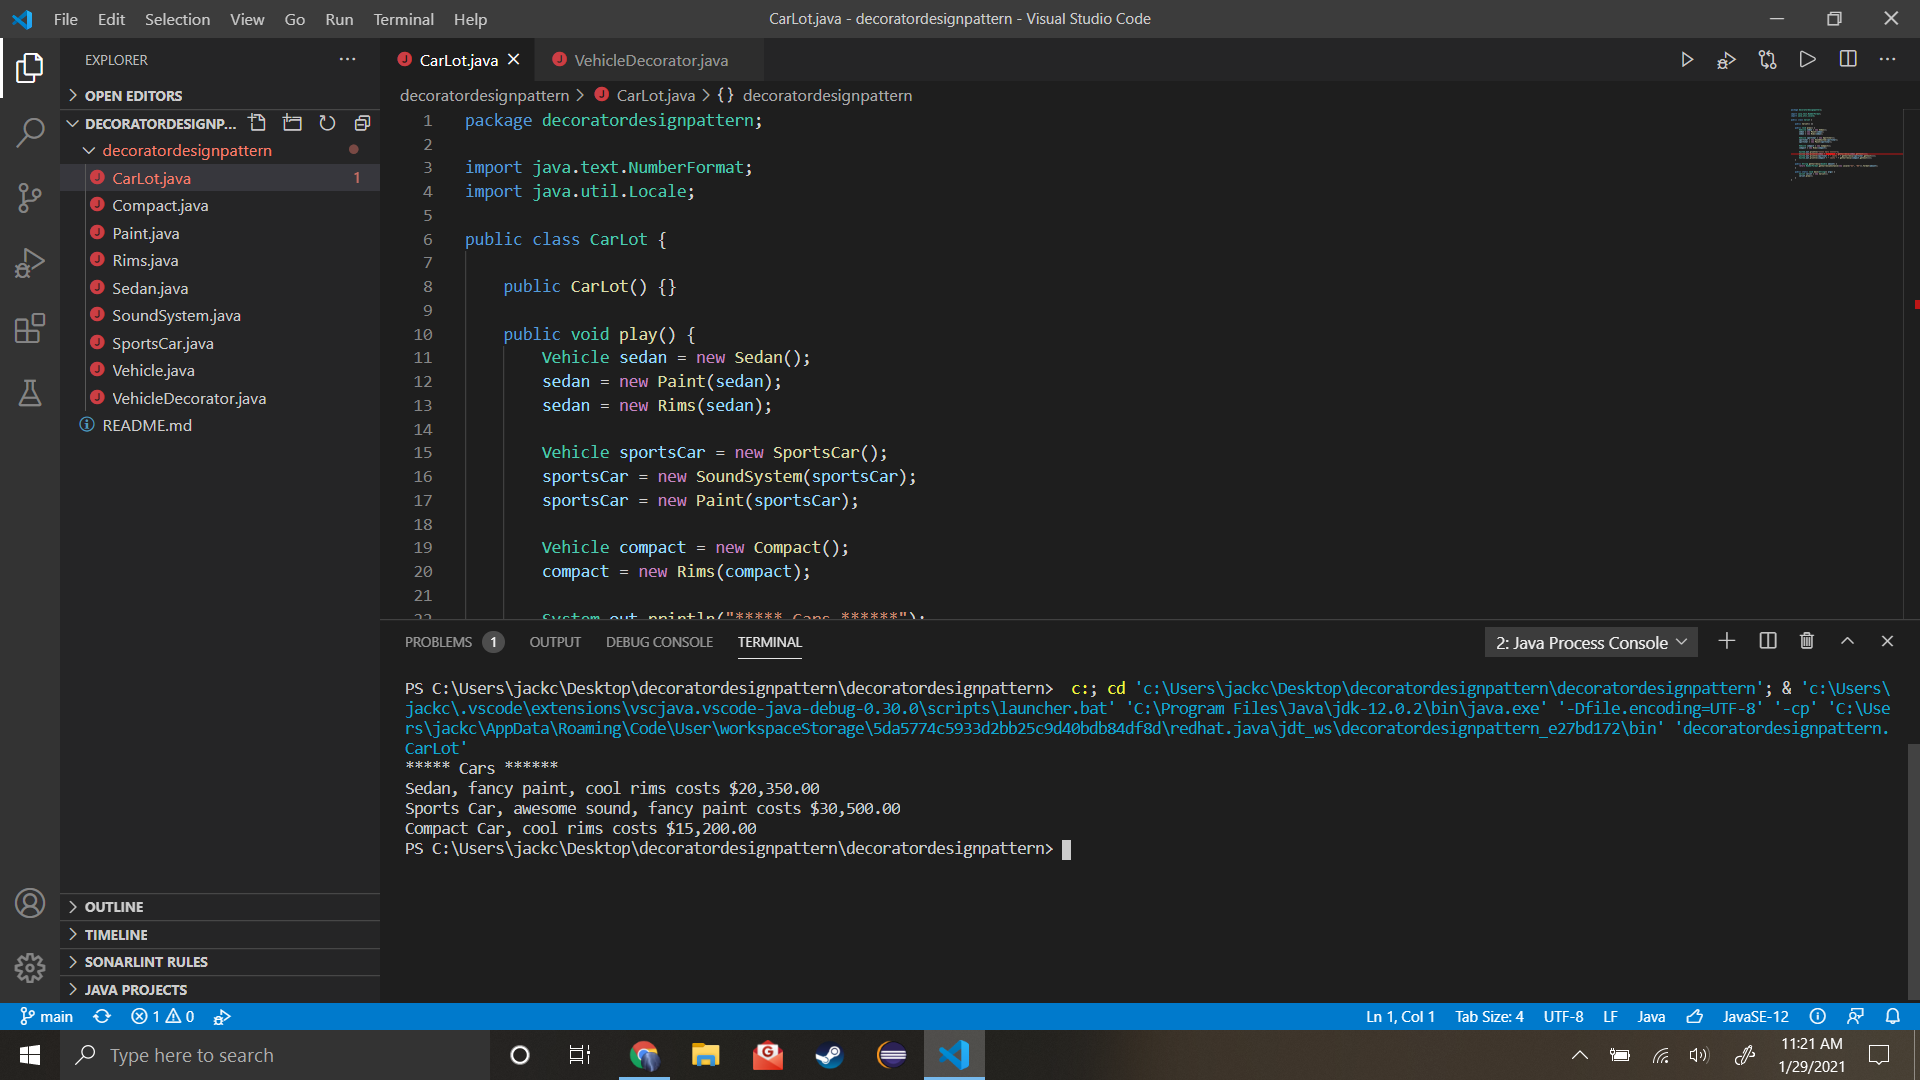 File Edit Selection View Go Run Terminal Help
CarLot.java - decoratordesignpattern - Visual Studio Code
EXPLORER
OPEN EDITORS
DECORATORDESIGNP...
decoratordesignpattern
CarLot.java 1
Compact.java
Paint.java
Rims.java
Sedan.java
SoundSystem.java
SportsCar.java
Vehicle.java
VehicleDecorator.java
README.md
OUTLINE
TIMELINE
SONARLINT RULES
JAVA PROJECTS
CarLot.java VehicleDecorator.java
decoratordesignpattern > CarLot.java > {} decoratordesignpattern
1 package decoratordesignpattern;
2
3 import java.text.NumberFormat;
4 import java.util.Locale;
5
6 public class CarLot {
7
8 public CarLot() {}
9
10 public void play() {
11 Vehicle sedan = new Sedan();
12 sedan = new Paint(sedan);
13 sedan = new Rims(sedan);
14
15 Vehicle sportsCar = new SportsCar();
16 sportsCar = new SoundSystem(sportsCar);
17 sportsCar = new Paint(sportsCar);
18
19 Vehicle compact = new Compact();
20 compact = new Rims(compact);
21
22 System.out.println("***** Cars ******");
PROBLEMS 1 OUTPUT DEBUG CONSOLE TERMINAL
2: Java Process Console
PS C:\Users\jackc\Desktop\decoratordesignpattern\decoratordesignpattern> c:; cd 'c:\Users\jackc\Desktop\decoratordesignpattern\decoratordesignpattern'; & 'c:\Users\
jackc\.vscode\extensions\vscjava.vscode-java-debug-0.30.0\scripts\launcher.bat' 'C:\Program Files\Java\jdk-12.0.2\bin\java.exe' '-Dfile.encoding=UTF-8' '-cp' 'C:\Use
rs\jackc\AppData\Roaming\Code\User\workspaceStorage\5da5774c5933d2bb25c9d40bdb84df8d\redhat.java\jdt_ws\decoratordesignpattern_e27bd172\bin' 'decoratordesignpattern.
CarLot'
***** Cars ******
Sedan, fancy paint, cool rims costs $20,350.00
Sports Car, awesome sound, fancy paint costs $30,500.00
Compact Car, cool rims costs $15,200.00
PS C:\Users\jackc\Desktop\decoratordesignpattern\decoratordesignpattern>
main 1 0
Ln 1, Col 1 Tab Size: 4 UTF-8 LF Java JavaSE-12
Type here to search
11:21 AM
1/29/2021